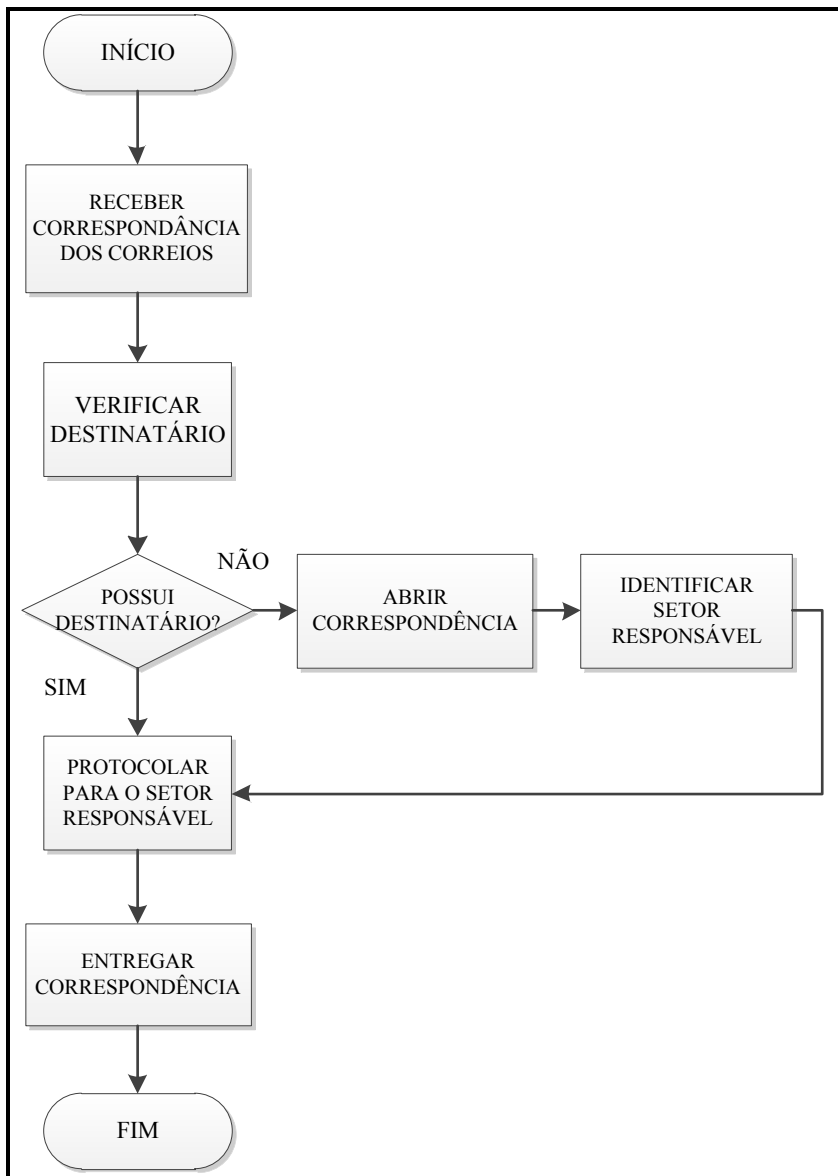 INÍCIO
RECEBER
CORRESPONDÂNCIA
DOS CORREIOS
VERIFICAR
DESTINATÁRIO
POSSUI
DESTINATÁRIO?
NÃO
ABRIR
CORRESPONDÊNCIA
IDENTIFICAR
SETOR
RESPONSÁVEL
SIM
PROTOCOLAR
PARA O SETOR
RESPONSÁVEL
ENTREGAR
CORRESPONDÊNCIA
FIM